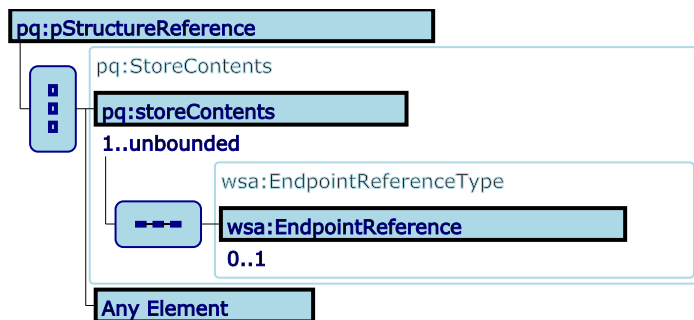 pq:pStructureReference
pq:StoreContents
pq:storeContents
1..unbounded
wsa:EndpointReferenceType
wsa:EndpointReference
0..1
Any Element